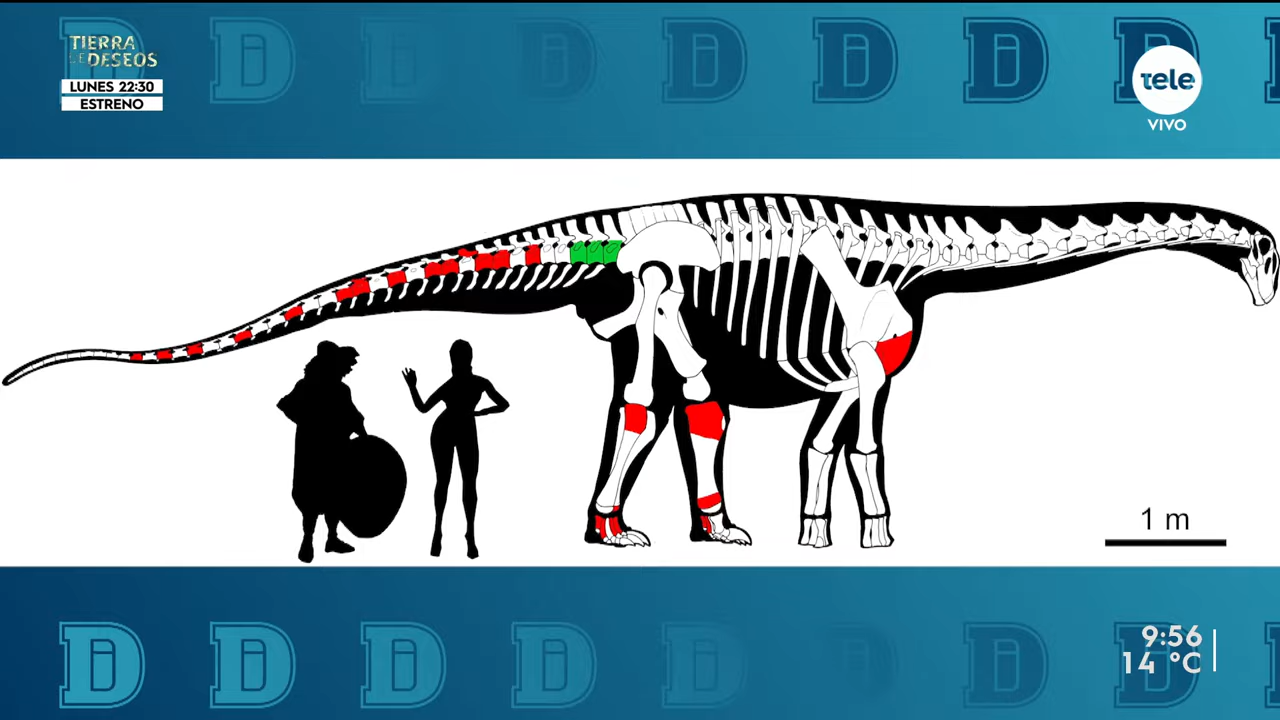 TIERRA
DE DESEOS
LUNES 22:30
ESTRENO
tele
VIVO
1 m
9:56
14 °C